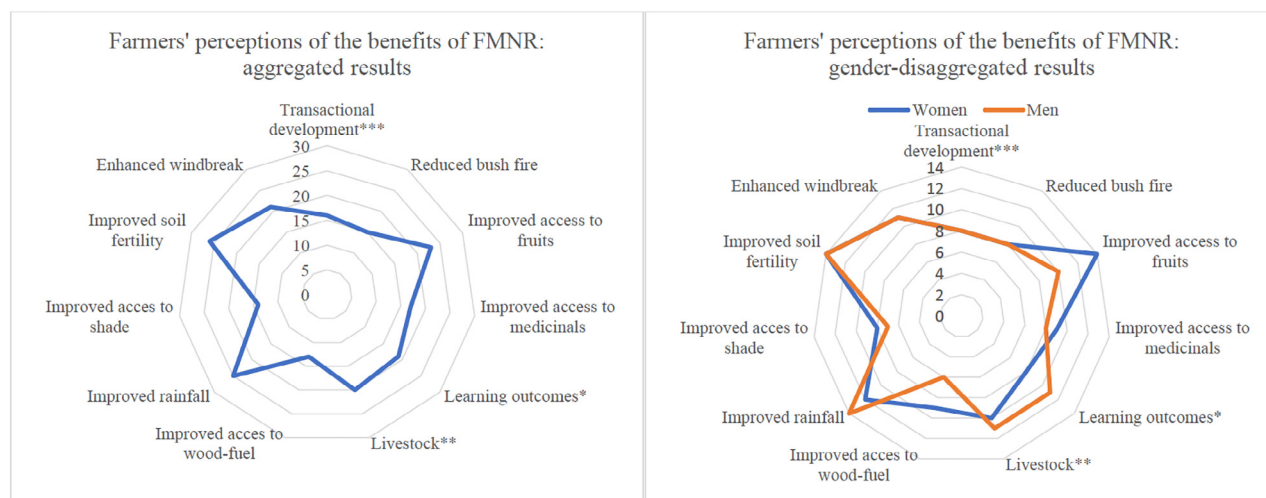 Farmers' perceptions of the benefits of FMNR:
aggregated results
Transactional
development***
30
25
20
15
10
5
0
Reduced bush fire
Improved access to
fruits
Improved access to
medicinals
Learning outcomes*
Livestock**
Improved acces to
wood-fuel
Improved rainfall
Improved acces to
shade
Improved soil
fertility
Enhanced windbreak
Farmers' perceptions of the benefits of FMNR:
gender-disaggregated results
Women
Men
Transactional
development***
14
12
10
8
6
4
2
0
Reduced bush fire
Improved access to
fruits
Improved access to
medicinals
Learning outcomes*
Livestock**
Improved acces to
wood-fuel
Improved rainfall
Improved acces to
shade
Improved soil
fertility
Enhanced windbreak